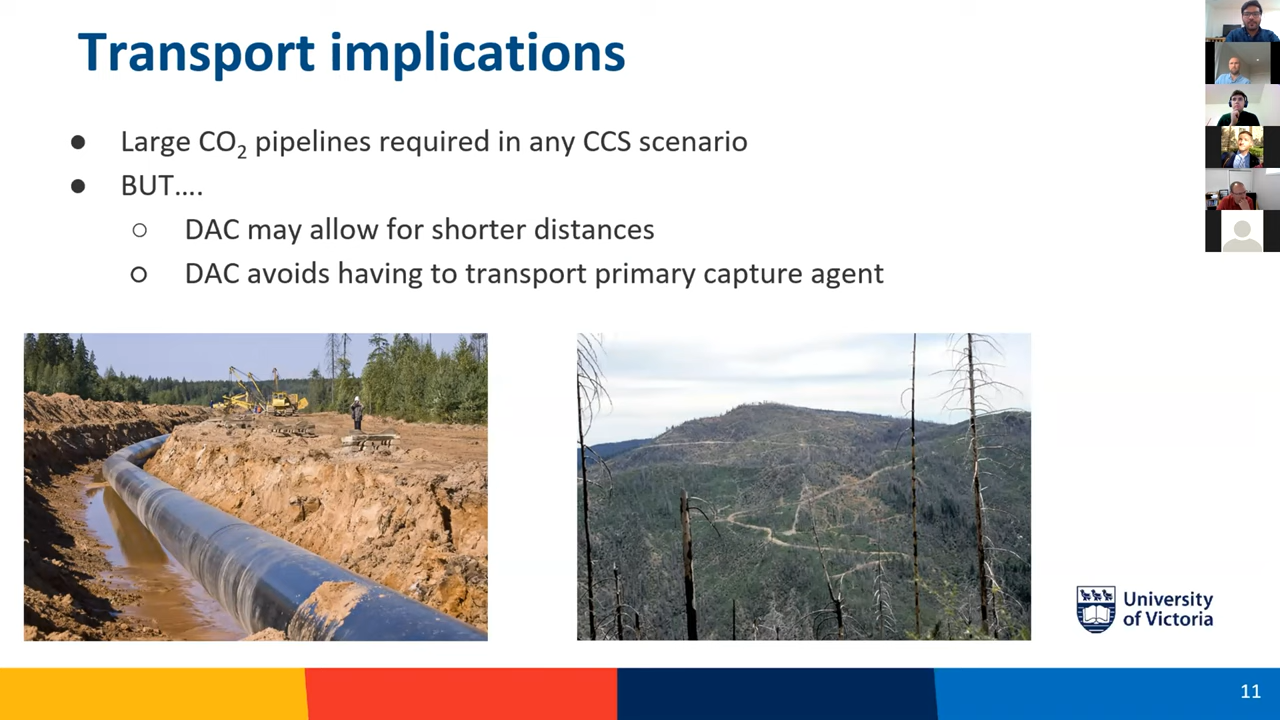 Transport implications
● Large CO₂ pipelines required in any CCS scenario
● BUT….
○ DAC may allow for shorter distances
○ DAC avoids having to transport primary capture agent
University
of Victoria
11